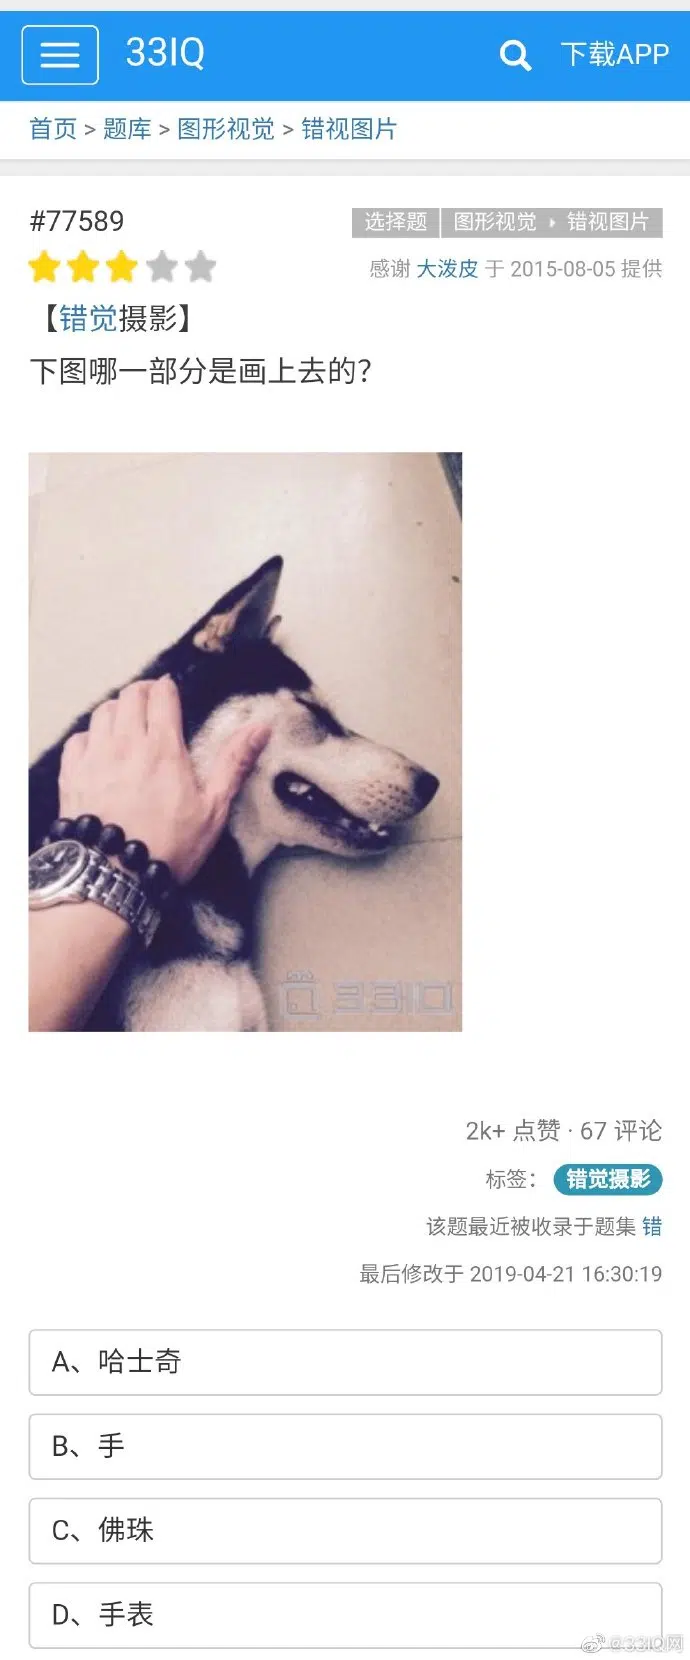 33IQ
下载APP
首页 > 题库 > 图形视觉 > 错视图片
#77589
选择题 图形视觉 错视图片
感谢 大泼皮 于 2015-08-05 提供
【错觉摄影】
下图哪一部分是画上去的?
33IQ
2k+ 点赞 · 67 评论
标签: 错觉摄影
该题最近被收录于题集 错
最后修改于 2019-04-21 16:30:19
A、哈士奇
B、手
C、佛珠
D、手表
@33IQ网